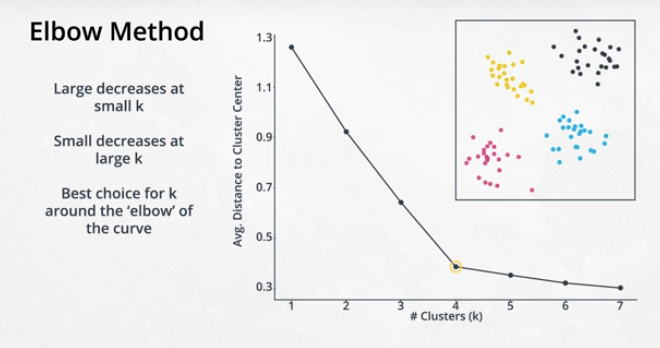 Elbow Method
Large decreases at
small k
Small decreases at
large k
Best choice for k
around the ‘elbow’ of
the curve
Avg. Distance to Cluster Center
1.3
1.1
0.9
0.7
0.5
0.3
1 2 3 4 5 6 7
# Clusters (k)